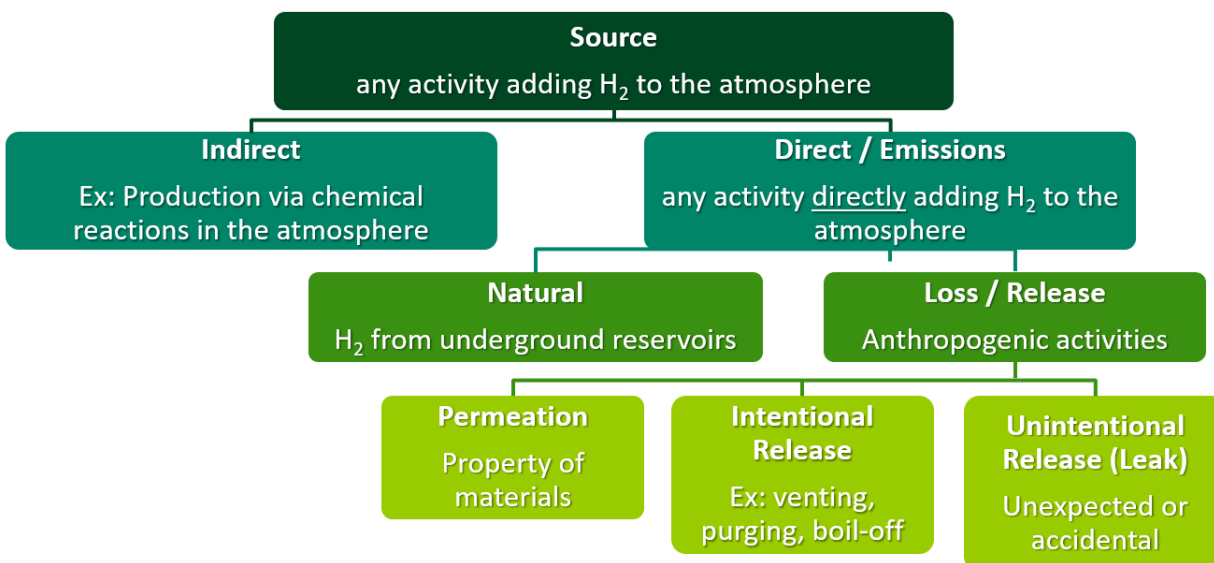 Source
any activity adding H₂ to the atmosphere
Indirect
Ex: Production via chemical
reactions in the atmosphere
Direct / Emissions
any activity directly adding H₂ to the
atmosphere
Natural
H₂ from underground reservoirs
Loss / Release
Anthropogenic activities
Permeation
Property of
materials
Intentional
Release
Ex: venting,
purging, boil-off
Unintentional
Release (Leak)
Unexpected or
accidental